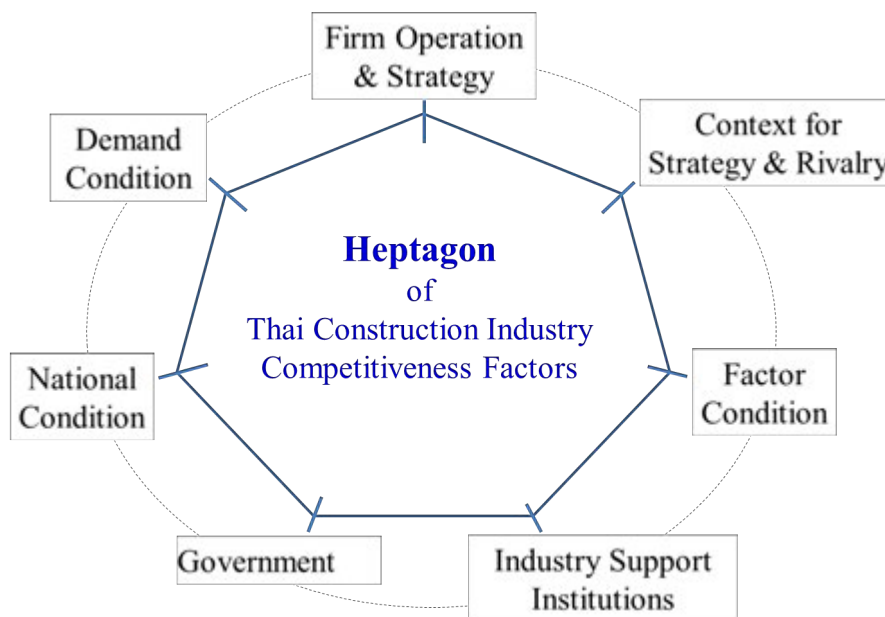 Firm Operation
& Strategy
Demand
Condition
Context for
Strategy & Rivalry
Heptagon
of
Thai Construction Industry
Competitiveness Factors
National
Condition
Factor
Condition
Government
Industry Support
Institutions